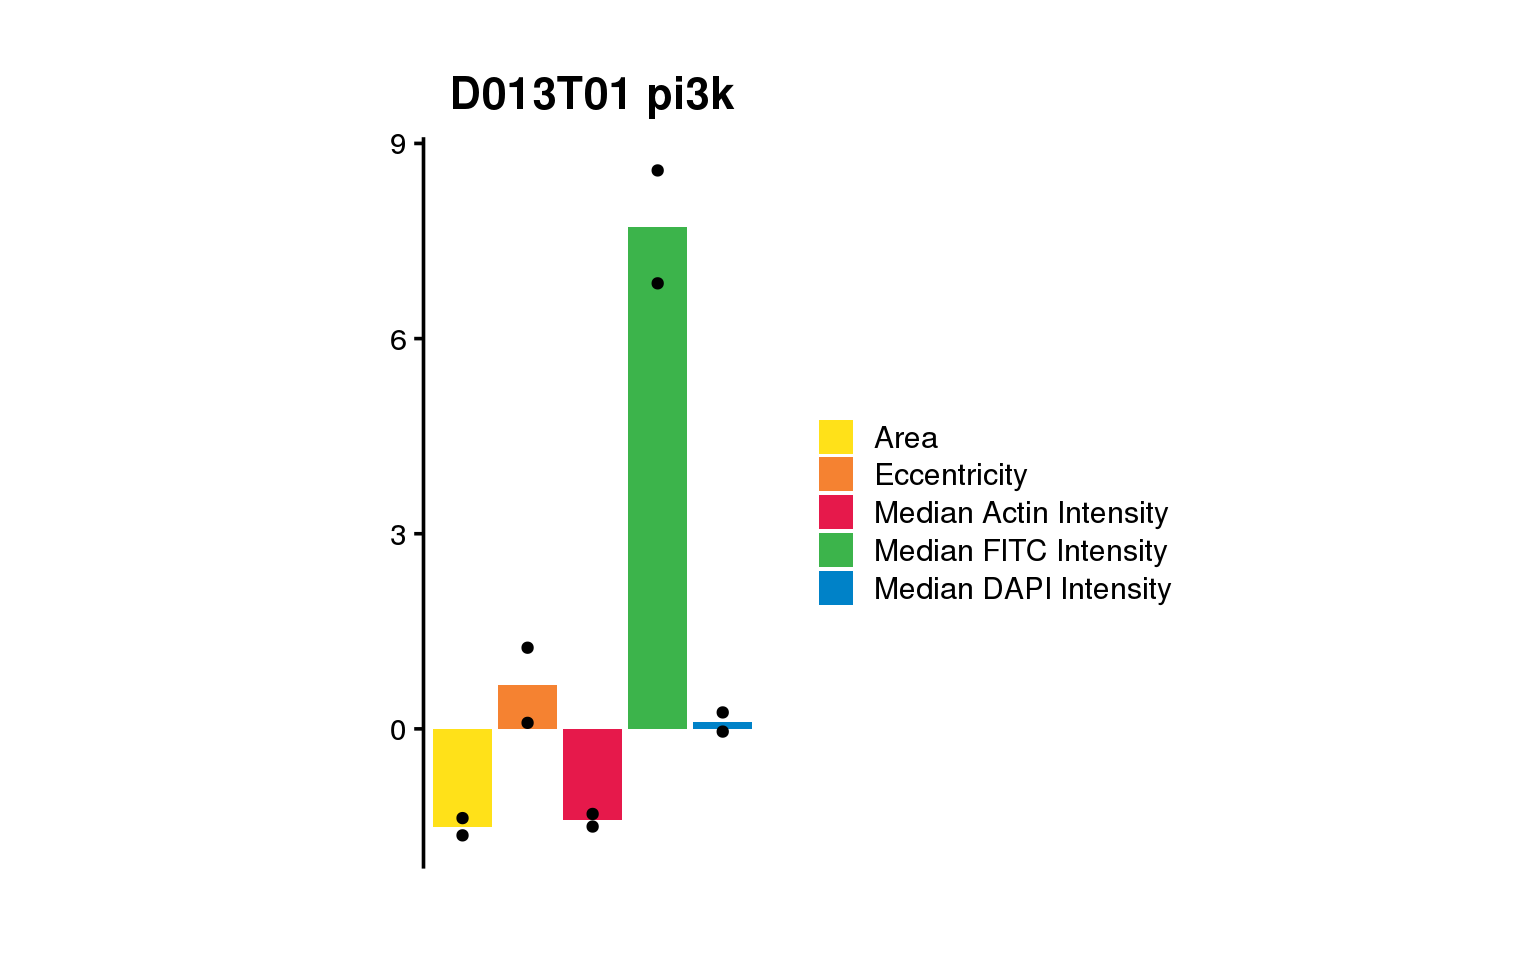 D013T01 pi3k
9
6
3
0
Area
Eccentricity
Median Actin Intensity
Median FITC Intensity
Median DAPI Intensity